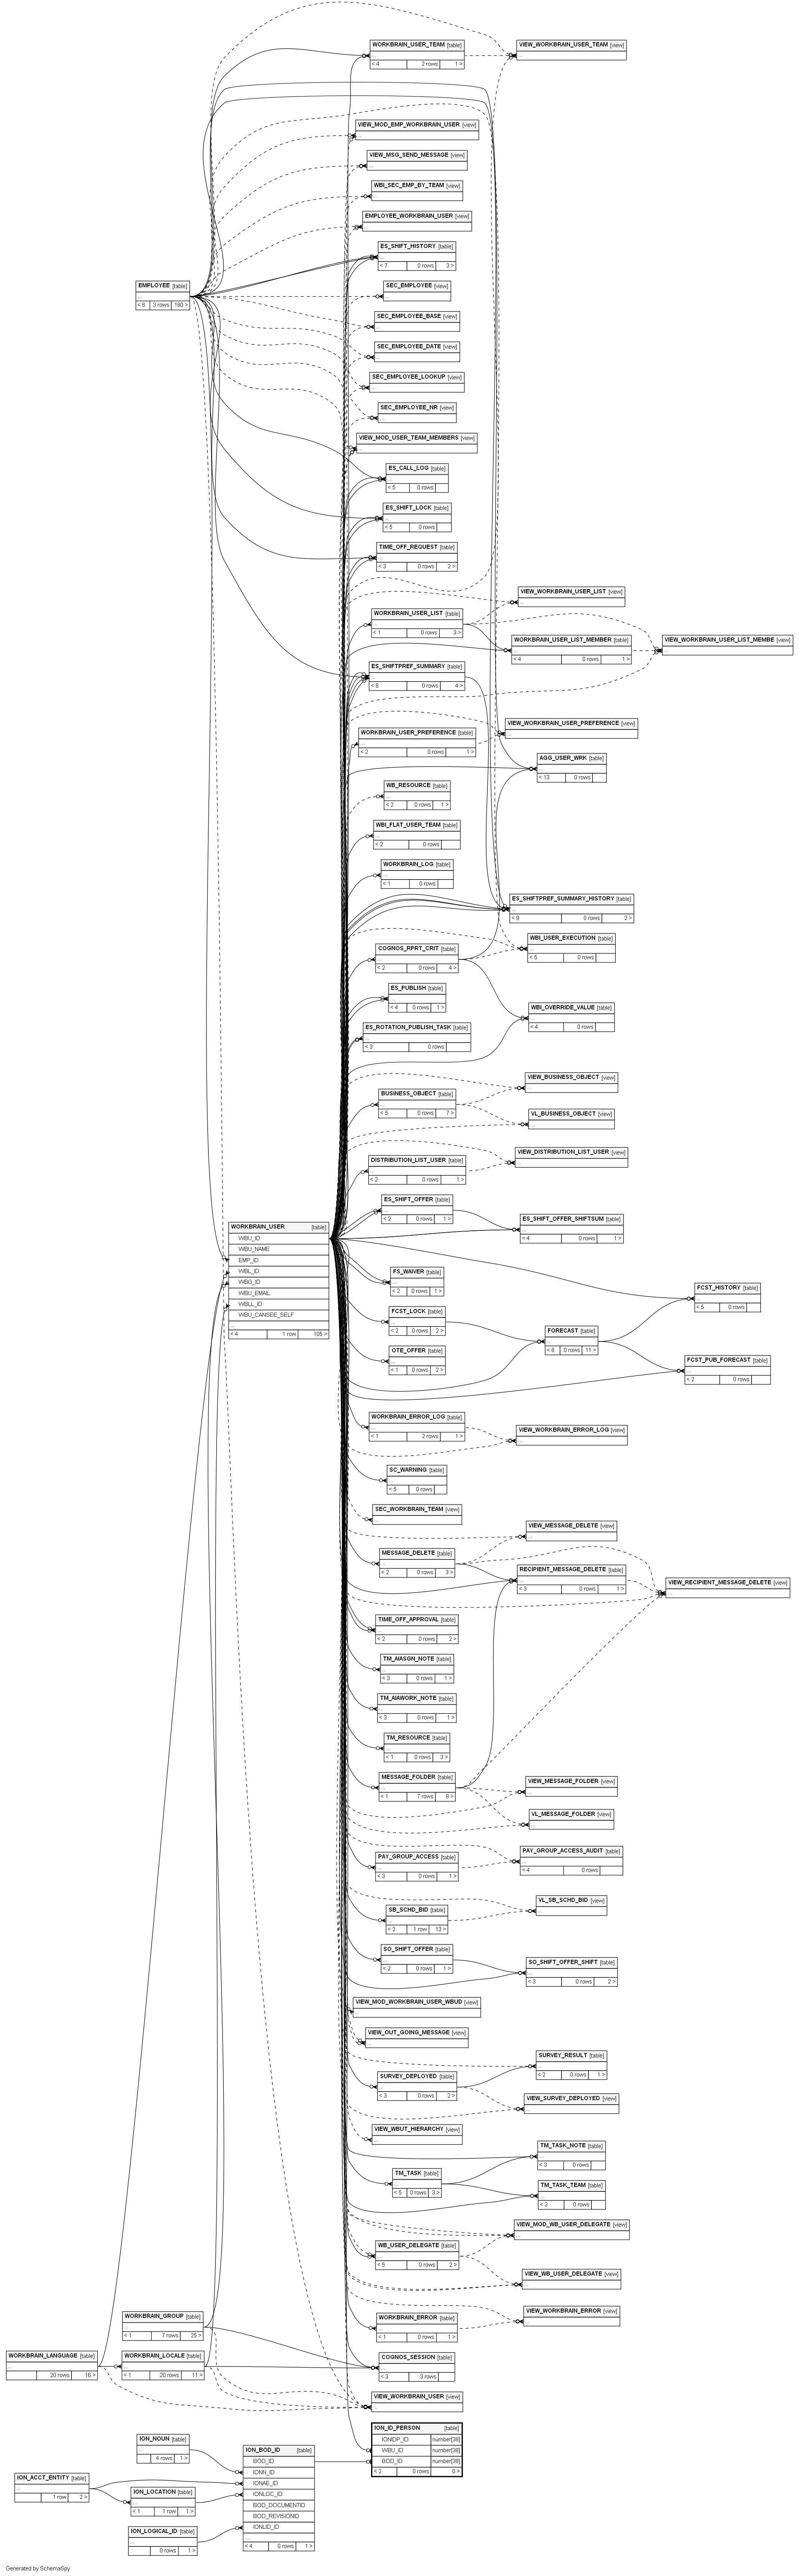 WORKBRAIN_USER_TEAM [table]
...
< 4 2 rows 1 >
VIEW_WORKBRAIN_USER_TEAM [view]
...
VIEW_MOD_EMP_WORKBRAIN_USER [view]
...
VIEW_MSG_SEND_MESSAGE [view]
...
WBI_SEC_EMP_BY_TEAM [view]
...
EMPLOYEE_WORKBRAIN_USER [view]
...
ES_SHIFT_HISTORY [table]
...
< 7 0 rows 3 >
EMPLOYEE [table]
...
< 6 3 rows 180 >
SEC_EMPLOYEE [view]
...
SEC_EMPLOYEE_BASE [view]
...
SEC_EMPLOYEE_DATE [view]
...
SEC_EMPLOYEE_LOOKUP [view]
...
SEC_EMPLOYEE_NR [view]
...
VIEW_MOD_USER_TEAM_MEMBERS [view]
...
ES_CALL_LOG [table]
...
< 5 0 rows
ES_SHIFT_LOCK [table]
...
< 5 0 rows
TIME_OFF_REQUEST [table]
...
< 3 0 rows 2 >
VIEW_WORKBRAIN_USER_LIST [view]
...
WORKBRAIN_USER_LIST [table]
...
< 1 0 rows 3 >
WORKBRAIN_USER_LIST_MEMBER [table]
...
< 4 0 rows 1 >
VIEW_WORKBRAIN_USER_LIST_MEMBE [view]
...
ES_SHIFTPREF_SUMMARY [table]
...
< 8 0 rows 4 >
VIEW_WORKBRAIN_USER_PREFERENCE [view]
...
WORKBRAIN_USER_PREFERENCE [table]
...
< 2 0 rows 1 >
AGG_USER_WRK [table]
...
< 13 0 rows
WB_RESOURCE [table]
...
< 2 0 rows 1 >
WBI_FLAT_USER_TEAM [table]
...
< 2 0 rows
WORKBRAIN_LOG [table]
...
< 1 0 rows
ES_SHIFTPREF_SUMMARY_HISTORY [table]
...
< 9 0 rows 2 >
WBI_USER_EXECUTION [table]
...
< 5 0 rows
COGNOS_RPRT_CRIT [table]
...
< 2 0 rows 4 >
ES_PUBLISH [table]
...
< 4 0 rows 1 >
WBI_OVERRIDE_VALUE [table]
...
< 4 0 rows
ES_ROTATION_PUBLISH_TASK [table]
...
< 3 0 rows
VIEW_BUSINESS_OBJECT [view]
...
BUSINESS_OBJECT [table]
...
< 5 0 rows 7 >
VL_BUSINESS_OBJECT [view]
...
VIEW_DISTRIBUTION_LIST_USER [view]
...
DISTRIBUTION_LIST_USER [table]
...
< 2 0 rows 1 >
ES_SHIFT_OFFER [table]
...
< 2 0 rows 1 >
ES_SHIFT_OFFER_SHIFTSUM [table]
...
< 4 0 rows 1 >
WORKBRAIN_USER [table]
WBU_ID
WBU_NAME
EMP_ID
WBL_ID
WBG_ID
WBU_EMAIL
WBLL_ID
WBU_CANSEE_SELF
...
< 4 1 row 105 >
FS_WAIVER [table]
...
< 2 0 rows 1 >
FCST_HISTORY [table]
...
< 5 0 rows
FCST_LOCK [table]
...
< 2 0 rows 2 >
FORECAST [table]
...
< 8 0 rows 11 >
OTE_OFFER [table]
...
< 1 0 rows 2 >
FCST_PUB_FORECAST [table]
...
< 2 0 rows
WORKBRAIN_ERROR_LOG [table]
...
< 1 2 rows 1 >
VIEW_WORKBRAIN_ERROR_LOG [view]
...
SC_WARNING [table]
...
< 5 0 rows
SEC_WORKBRAIN_TEAM [view]
...
VIEW_MESSAGE_DELETE [view]
...
MESSAGE_DELETE [table]
...
< 2 0 rows 3 >
RECIPIENT_MESSAGE_DELETE [table]
...
< 3 0 rows 1 >
VIEW_RECIPIENT_MESSAGE_DELETE [view]
...
TIME_OFF_APPROVAL [table]
...
< 2 0 rows 2 >
TM_AIASGN_NOTE [table]
...
< 3 0 rows 1 >
TM_AIAWORK_NOTE [table]
...
< 3 0 rows 1 >
TM_RESOURCE [table]
...
< 1 0 rows 3 >
MESSAGE_FOLDER [table]
...
< 1 7 rows 8 >
VIEW_MESSAGE_FOLDER [view]
...
VL_MESSAGE_FOLDER [view]
...
PAY_GROUP_ACCESS [table]
...
< 3 0 rows 1 >
PAY_GROUP_ACCESS_AUDIT [table]
...
< 4 0 rows
SB_SCHD_BID [table]
...
< 2 1 row 13 >
VL_SB_SCHD_BID [view]
...
SO_SHIFT_OFFER [table]
...
< 2 0 rows 1 >
SO_SHIFT_OFFER_SHIFT [table]
...
< 3 0 rows 2 >
VIEW_MOD_WORKBRAIN_USER_WBUD [view]
...
VIEW_OUT_GOING_MESSAGE [view]
...
SURVEY_RESULT [table]
...
< 2 0 rows 1 >
SURVEY_DEPLOYED [table]
...
< 3 0 rows 2 >
VIEW_SURVEY_DEPLOYED [view]
...
VIEW_WBUT_HIERARCHY [view]
...
TM_TASK_NOTE [table]
...
< 3 0 rows
TM_TASK [table]
...
< 5 0 rows 3 >
TM_TASK_TEAM [table]
...
< 3 0 rows
VIEW_MOD_WB_USER_DELEGATE [view]
...
WB_USER_DELEGATE [table]
...
< 5 0 rows 2 >
VIEW_WB_USER_DELEGATE [view]
...
VIEW_WORKBRAIN_ERROR [view]
...
WORKBRAIN_GROUP [table]
...
< 1 7 rows 25 >
WORKBRAIN_ERROR [table]
...
< 1 0 rows 1 >
WORKBRAIN_LANGUAGE [table]
...
20 rows 16 >
WORKBRAIN_LOCALE [table]
...
< 1 20 rows 11 >
COGNOS_SESSION [table]
...
< 3 3 rows
VIEW_WORKBRAIN_USER [view]
...
ION_ID_PERSON [table]
IONIDP_ID number[38]
WBU_ID number[38]
BOD_ID number[38]
< 2 0 rows 0 >
ION_NOUN [table]
...
4 rows 1 >
ION_BOD_ID [table]
BOD_ID
IONN_ID
IONAE_ID
IONLOC_ID
BOD_DOCUMENTID
BOD_REVISIONID
IONLID_ID
...
< 4 0 rows 1 >
ION_ACCT_ENTITY [table]
...
1 row 2 >
ION_LOCATION [table]
...
< 1 1 row 1 >
ION_LOGICAL_ID [table]
...
0 rows 1 >
Generated by SchemaSpy